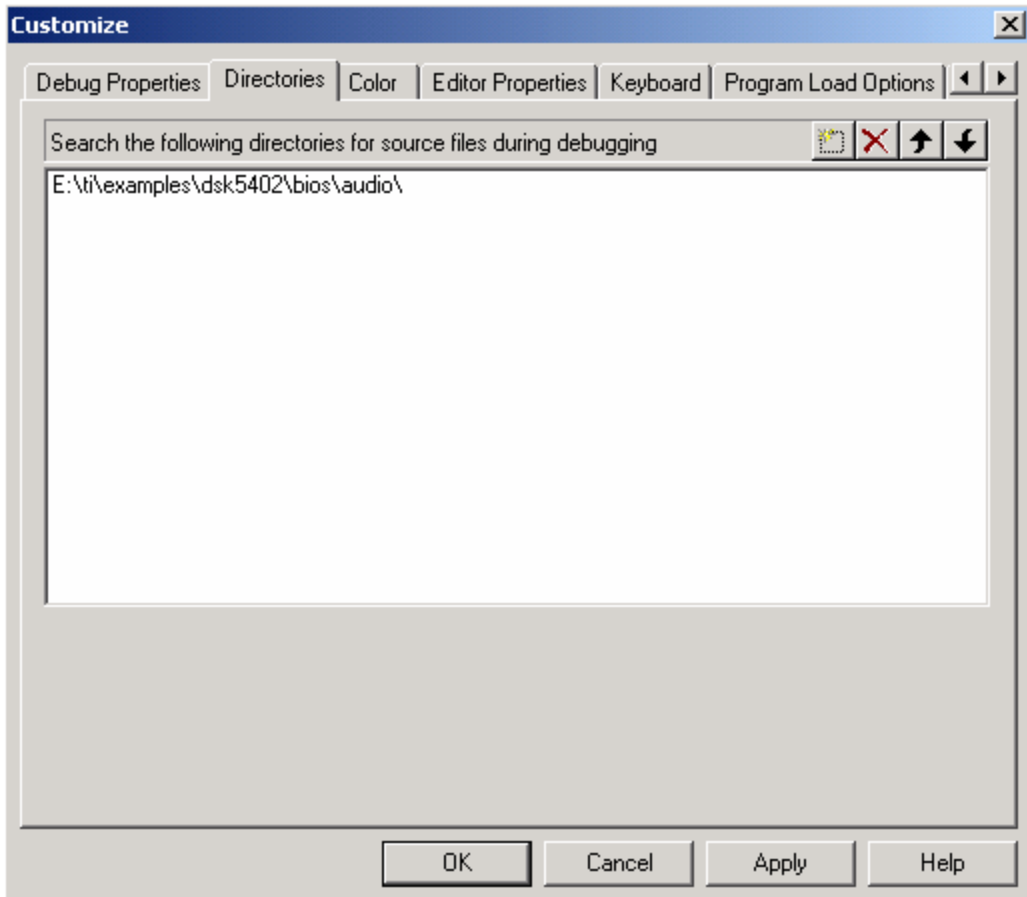 Customize
Debug Properties Directories Color Editor Properties Keyboard Program Load Options
Search the following directories for source files during debugging
E:\ti\examples\dsk5402\bios\audio\
OK Cancel Apply Help